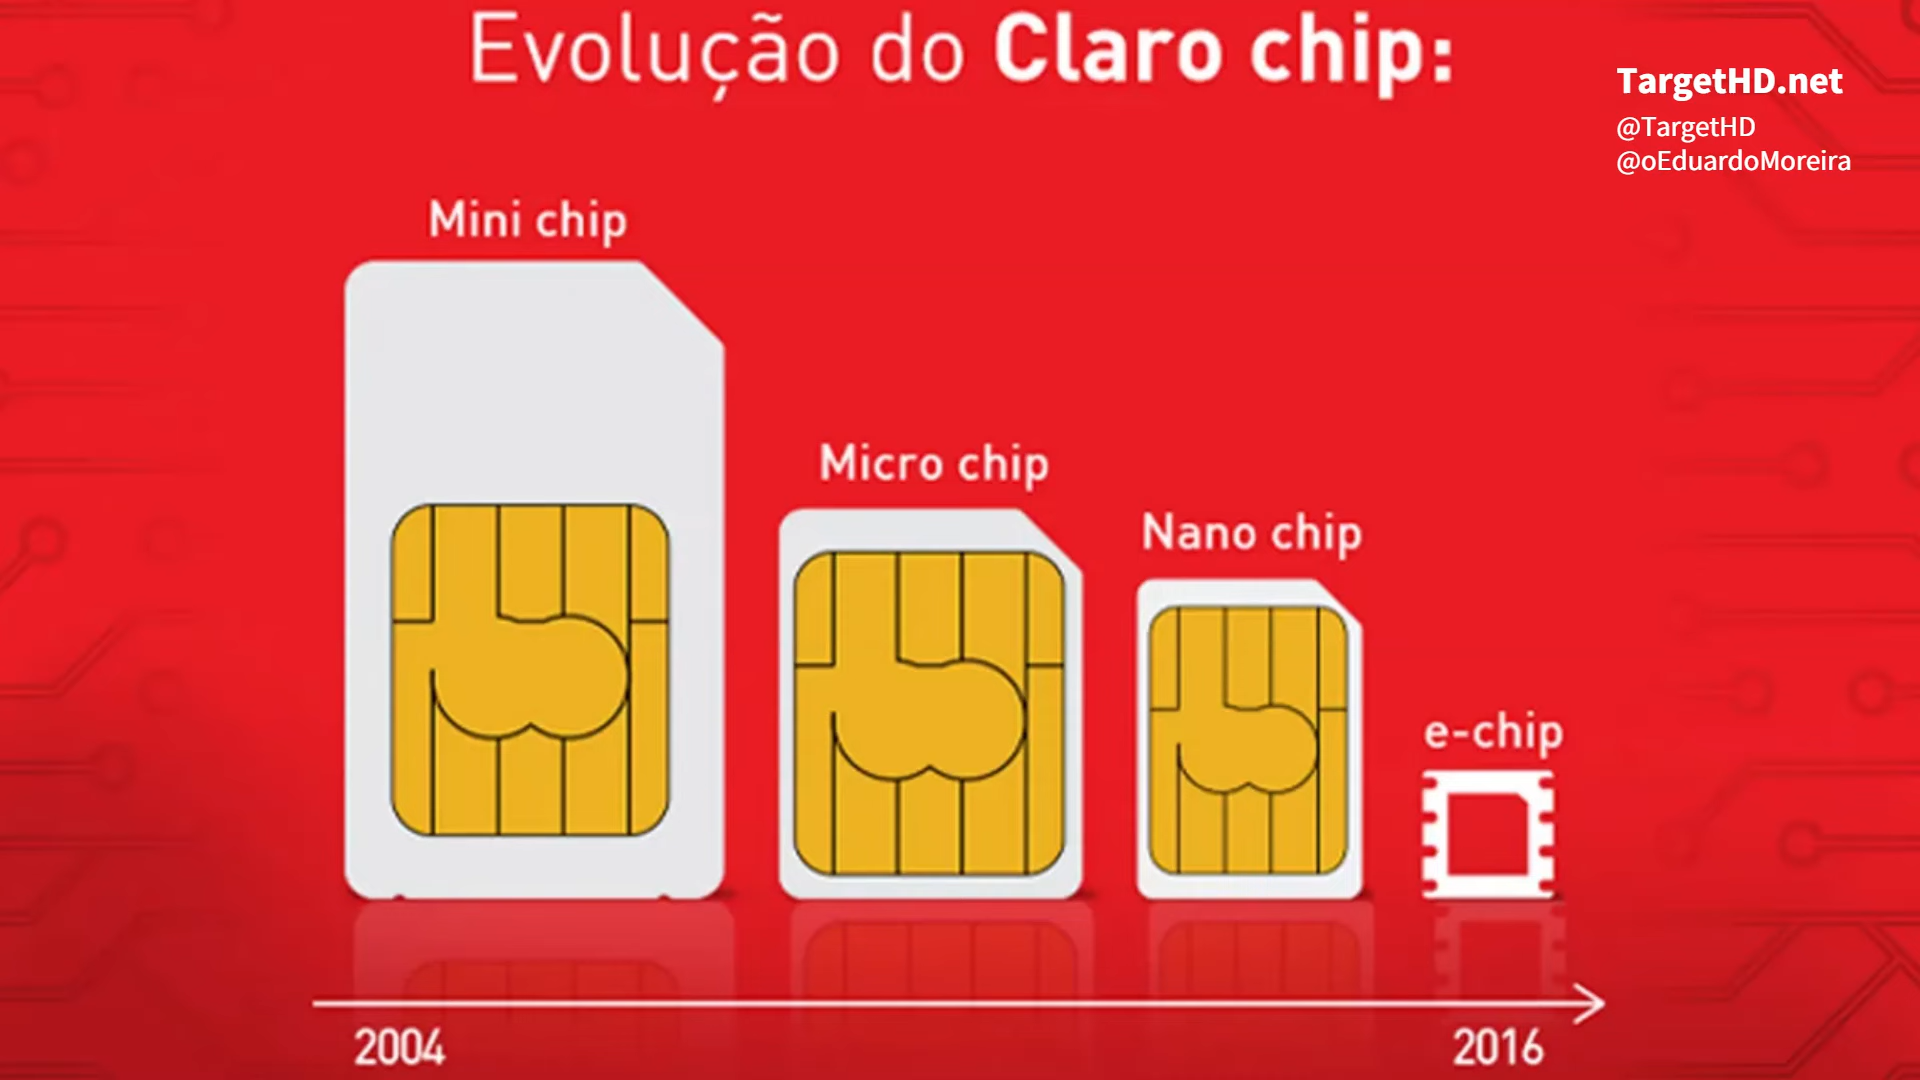 Evolução do Claro chip:
TargetHD.net
@TargetHD
@oEduardoMoreira
Mini chip
Micro chip
Nano chip
e-chip
2004
2016